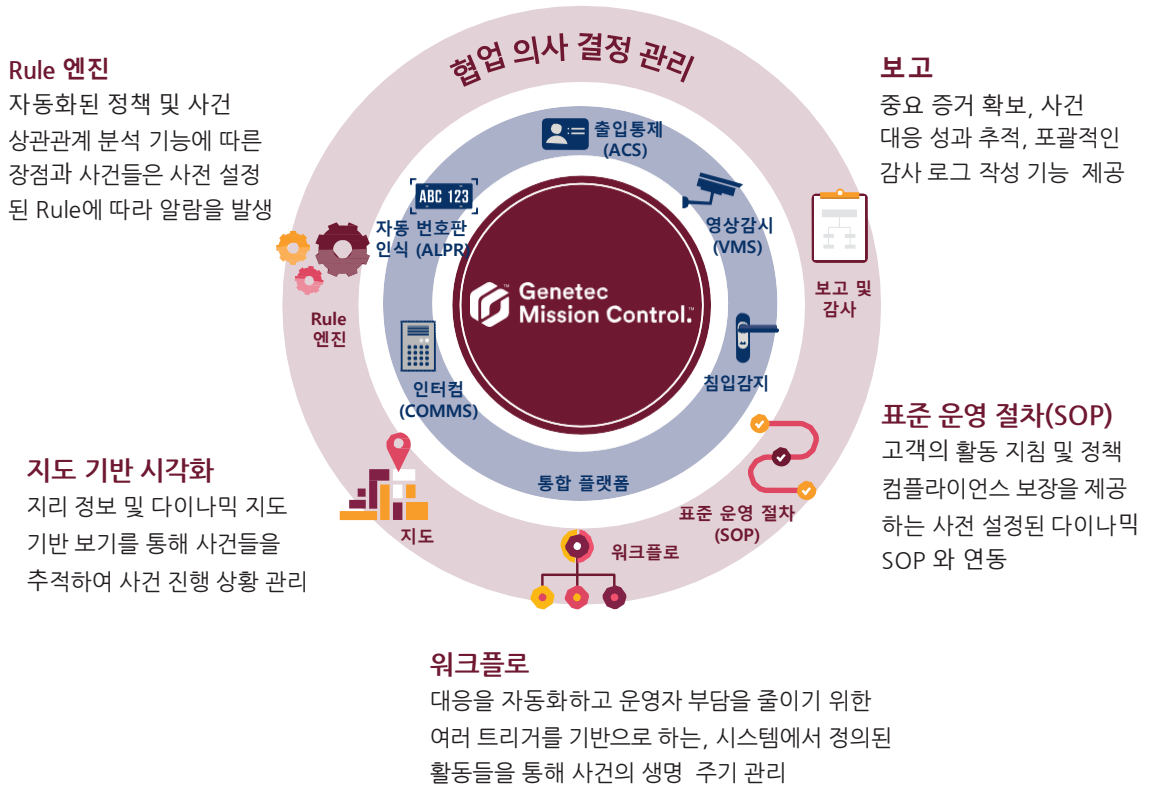 협업 의사 결정 관리
Rule 엔진
자동화된 정책 및 사건
상관관계 분석 기능에 따른
장점과 사건들은 사전 설정
된 Rule에 따라 알람을 발생
보고
중요 증거 확보, 사건
대응 성과 추적, 포괄적인
감사 로그 작성 기능 제공
출입통제
(ACS)
ABC 123
자동 번호판
인식 (ALPR)
영상감시
(VMS)
Genetec™
Mission Control.™
보고 및
감사
Rule
엔진
인터컴
(COMMS)
침입감지
통합 플랫폼
지도 기반 시각화
지리 정보 및 다이나믹 지도
기반 보기를 통해 사건들을
추적하여 사건 진행 상황 관리
지도
표준 운영 절차
(SOP)
워크플로
표준 운영 절차(SOP)
고객의 활동 지침 및 정책
컴플라이언스 보장을 제공
하는 사전 설정된 다이나믹
SOP 와 연동
워크플로
대응을 자동화하고 운영자 부담을 줄이기 위한
여러 트리거를 기반으로 하는, 시스템에서 정의된
활동들을 통해 사건의 생명 주기 관리